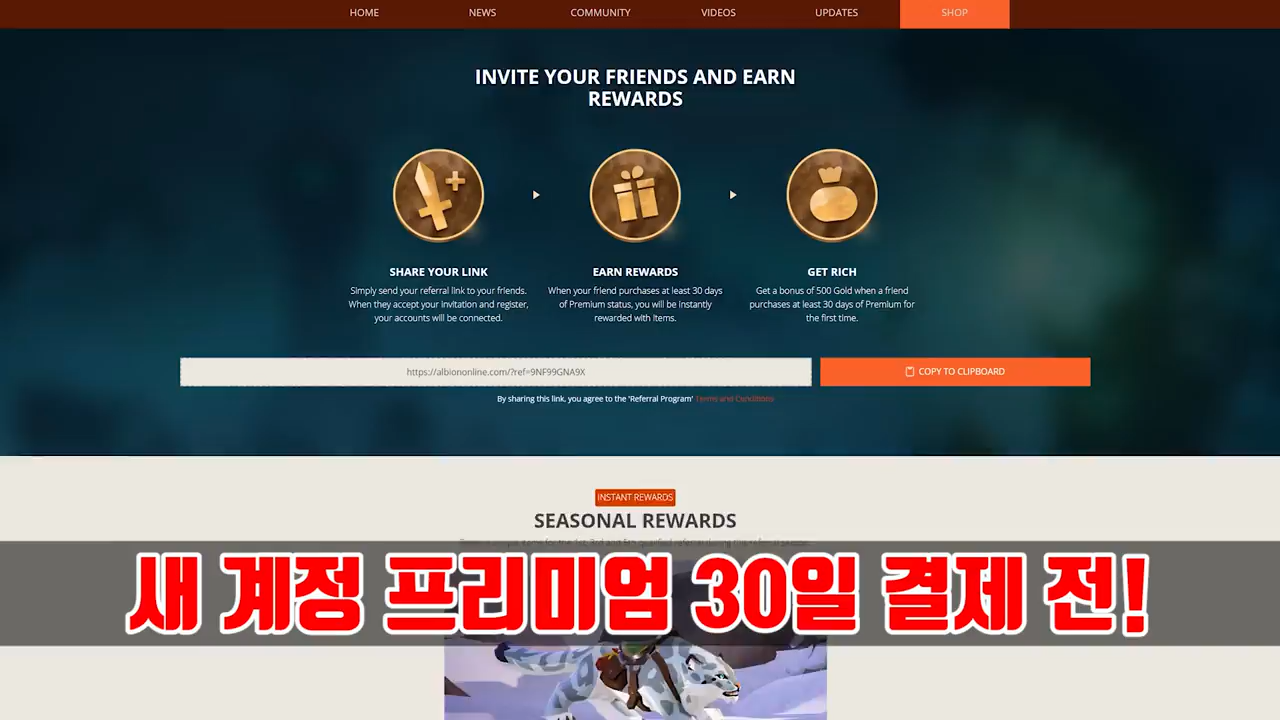 HOME NEWS COMMUNITY VIDEOS UPDATES SHOP
INVITE YOUR FRIENDS AND EARN
REWARDS
SHARE YOUR LINK
Simply send your referral link to your friends.
When they accept your invitation and register,
your accounts will be connected.
EARN REWARDS
When your friend purchases at least 30 days
of Premium status, you will be instantly
rewarded with items.
GET RICH
Get a bonus of 500 Gold when a friend
purchases at least 30 days of Premium for
the first time.
https://albiononline.com/?ref=9NF99GNA9X
COPY TO CLIPBOARD
By sharing this link, you agree to the 'Referral Program' Terms and Conditions
INSTANT REWARDS
SEASONAL REWARDS
새 계정 프리미엄 30일 결제 전!